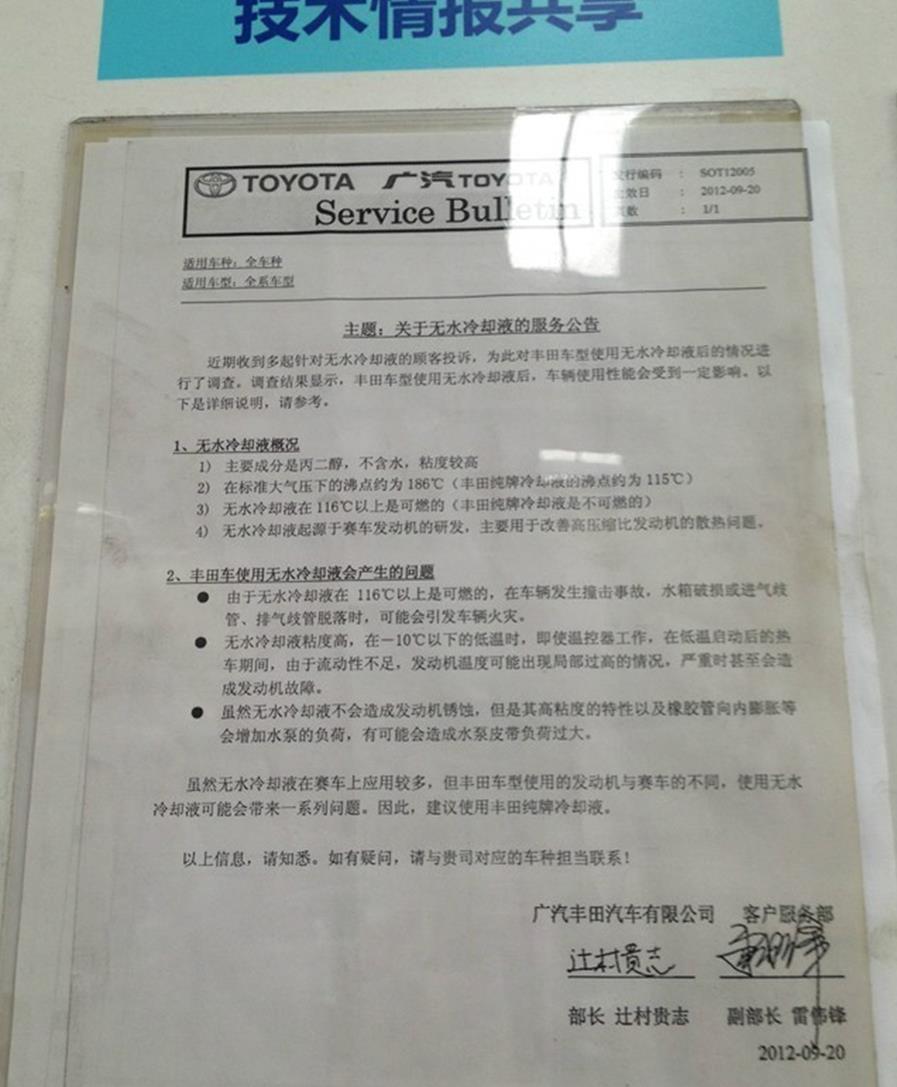 技术情报共享
TOYOTA 广汽TOYOTA
Service Bulletin
发行编码 : SOT12005
生效日 : 2012-09-20
页数 : 1/1
适用车种：全车种
适用车型：全系车型
主题：关于无水冷却液的服务公告
近期收到多起针对无水冷却液的顾客投诉，为此对丰田车型使用无水冷却液后的情况进
行了调查。调查结果显示，丰田车型使用无水冷却液后，车辆使用性能会受到一定影响。以
下是详细说明，请参考。
1、无水冷却液概况
1) 主要成分是丙二醇，不含水，粘度较高
2) 在标准大气压下的沸点约为186℃（丰田纯牌冷却液的沸点约为115℃）
3) 无水冷却液在116℃以上是可燃的（丰田纯牌冷却液是不可燃的）
4) 无水冷却液起源于赛车发动机的研发，主要用于改善高压缩比发动机的散热问题。
2、丰田车使用无水冷却液会产生的问题
● 由于无水冷却液在 116℃以上是可燃的，在车辆发生撞击事故，水箱破损或进气歧
管、排气歧管脱落时，可能会引发车辆火灾。
● 无水冷却液粘度高，在－10℃以下的低温时，即使温控器工作，在低温启动后的热
车期间，由于流动性不足，发动机温度可能出现局部过高的情况，严重时甚至会造
成发动机故障。
● 虽然无水冷却液不会造成发动机锈蚀，但是其高粘度的特性以及橡胶管向内膨胀等
会增加水泵的负荷，有可能会造成水泵皮带负荷过大。
虽然无水冷却液在赛车上应用较多，但丰田车型使用的发动机与赛车的不同，使用无水
冷却液可能会带来一系列问题。因此，建议使用丰田纯牌冷却液。
以上信息，请知悉。如有疑问，请与贵司对应的车种担当联系！
广汽丰田汽车有限公司 客户服务部
辻村贵志
部长 辻村贵志 副部长 雷伟锋
2012-09-20